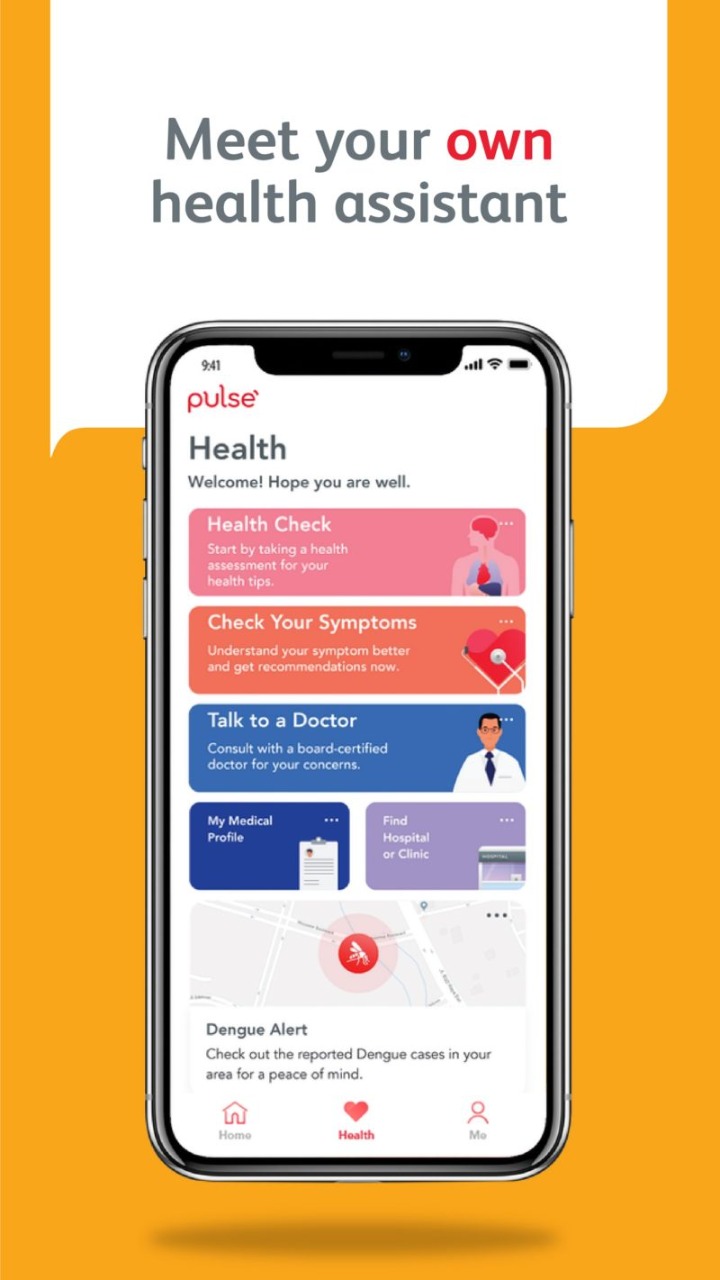 Meet your own
health assistant
9:41
pulse
Health
Welcome! Hope you are well.
Health Check
Start by taking a health
assessment for your
health tips.
Check Your Symptoms
Understand your symptom better
and get recommendations now.
Talk to a Doctor
Consult with a board-certified
doctor for your concerns.
My Medical
Profile
Find
Hospital
or Clinic
HOSPITAL
Dengue Alert
Check out the reported Dengue cases in your
area for a peace of mind.
Home
Health
Me